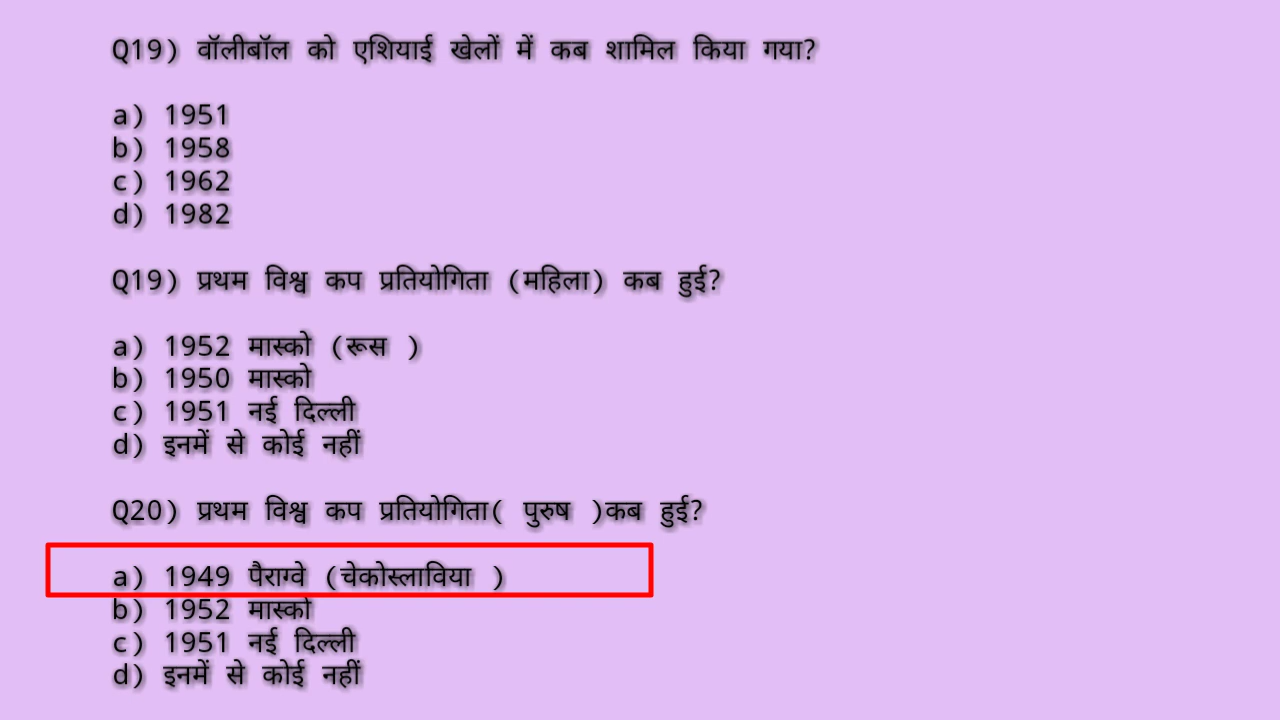 Q19) वॉलीबॉल को एशियाई खेलों में कब शामिल किया गया?
a) 1951
b) 1958
c) 1962
d) 1982
Q19) प्रथम विश्व कप प्रतियोगिता (महिला) कब हुई?
a) 1952 मास्को (रूस )
b) 1950 मास्को
c) 1951 नई दिल्ली
d) इनमें से कोई नहीं
Q20) प्रथम विश्व कप प्रतियोगिता( पुरुष )कब हुई?
a) 1949 पैराग्वे (चेकोस्लाविया )
b) 1952 मास्को
c) 1951 नई दिल्ली
d) इनमें से कोई नहीं